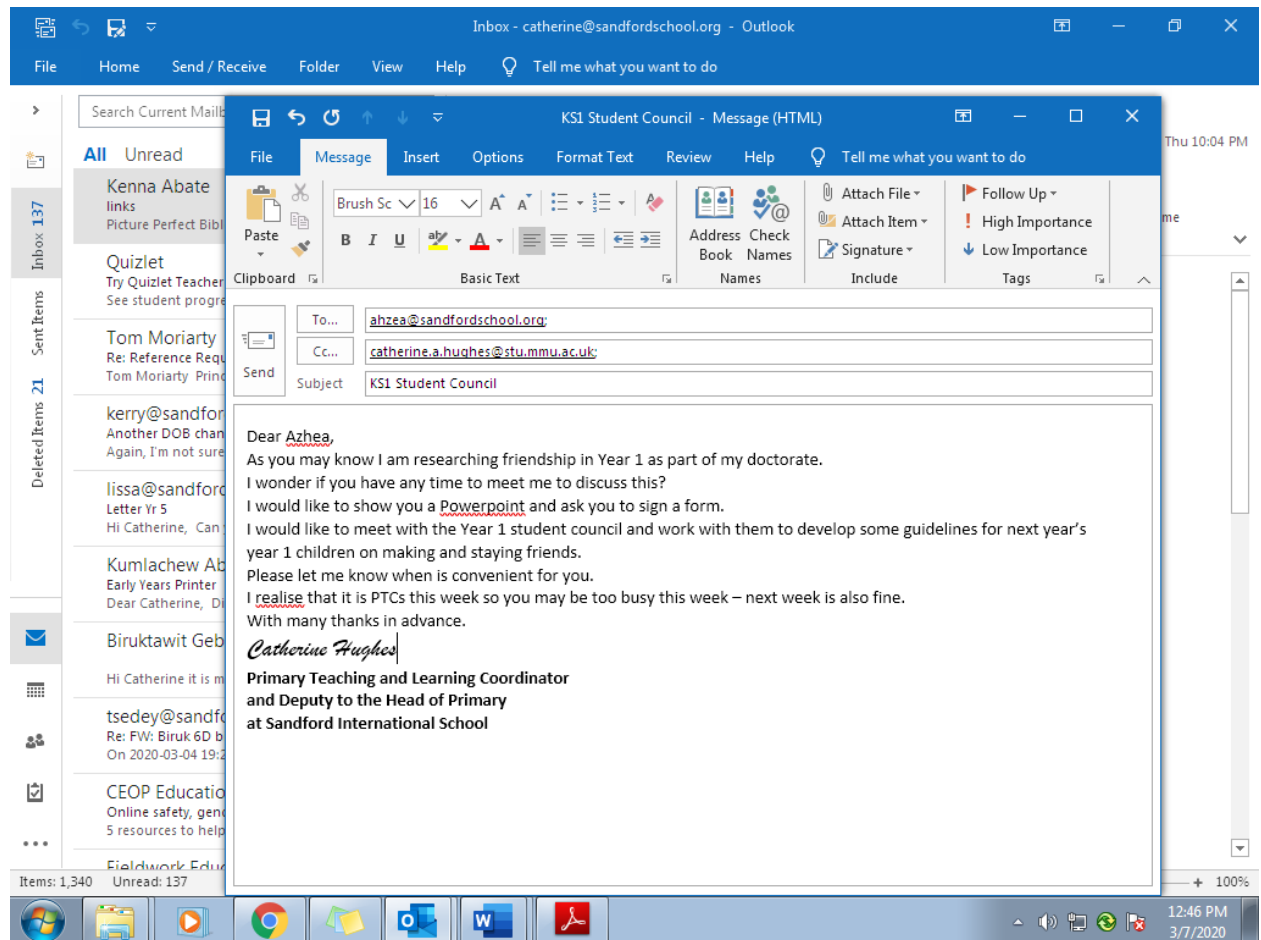 Inbox - catherine@sandfordschool.org - Outlook
File Home Send / Receive Folder View Help Tell me what you want to do
Search Current Mailb
All Unread
Thu 10:04 PM
Inbox 137
Sent Items
Deleted Items 21
Kenna Abate
links
Picture Perfect Bibl
me
Quizlet
Try Quizlet Teacher
See student progre
Tom Moriarty
Re: Reference Requ
Tom Moriarty Princ
kerry@sandfor
Another DOB chan
Again, I'm not sure
lissa@sandford
Letter Yr 5
Hi Catherine, Can
Kumlachew Ab
Early Years Printer
Dear Catherine, Di
Biruktawit Geb
Hi Catherine it is m
tsedey@sandfo
Re: FW: Biruk 6D b
On 2020-03-04 19:2
CEOP Educatio
Online safety, gend
5 resources to help
Fieldwork Educ
KS1 Student Council - Message (HTML)
File Message Insert Options Format Text Review Help Tell me what you want to do
Paste
Clipboard
Brush Sc 16
B I U
Basic Text
Address Book
Check Names
Names
Attach File
Attach Item
Signature
Include
Follow Up
High Importance
Low Importance
Tags
Send
To... ahzea@sandfordschool.org;
Cc... catherine.a.hughes@stu.mmu.ac.uk;
Subject KS1 Student Council
Dear Azhea,
As you may know I am researching friendship in Year 1 as part of my doctorate.
I wonder if you have any time to meet me to discuss this?
I would like to show you a Powerpoint and ask you to sign a form.
I would like to meet with the Year 1 student council and work with them to develop some guidelines for next year's
year 1 children on making and staying friends.
Please let me know when is convenient for you.
I realise that it is PTCs this week so you may be too busy this week – next week is also fine.
With many thanks in advance.
Catherine Hughes
Primary Teaching and Learning Coordinator
and Deputy to the Head of Primary
at Sandford International School
Items: 1,340 Unread: 137
100%
12:46 PM
3/7/2020